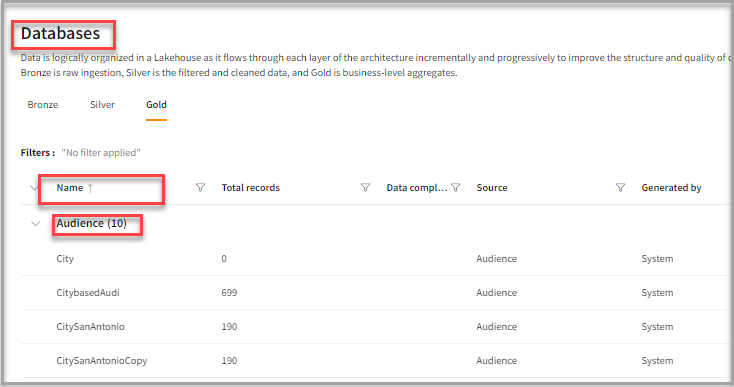 Databases
Data is logically organized in a Lakehouse as it flows through each layer of the architecture incrementally and progressively to improve the structure and quality of
Bronze is raw ingestion, Silver is the filtered and cleaned data, and Gold is business-level aggregates.
Bronze Silver Gold
Filters : "No filter applied"
Name ↑ Total records Data compl... Source Generated by
Audience (10)
City 0 Audience System
CitybasedAudi 699 Audience System
CitySanAntonio 190 Audience System
CitySanAntonioCopy 190 Audience System